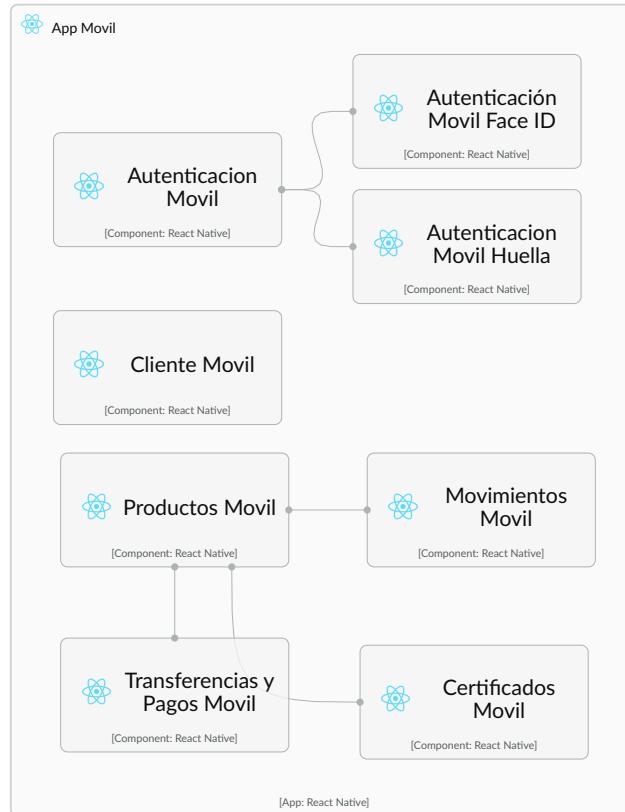 App Movil
Autenticación
Movil Face ID
[Component: React Native]
Autenticacion
Movil
[Component: React Native]
Autenticacion
Movil Huella
[Component: React Native]
Cliente Movil
[Component: React Native]
Productos Movil
[Component: React Native]
Movimientos
Movil
[Component: React Native]
Transferencias y
Pagos Movil
[Component: React Native]
Certificados
Movil
[Component: React Native]
[App: React Native]